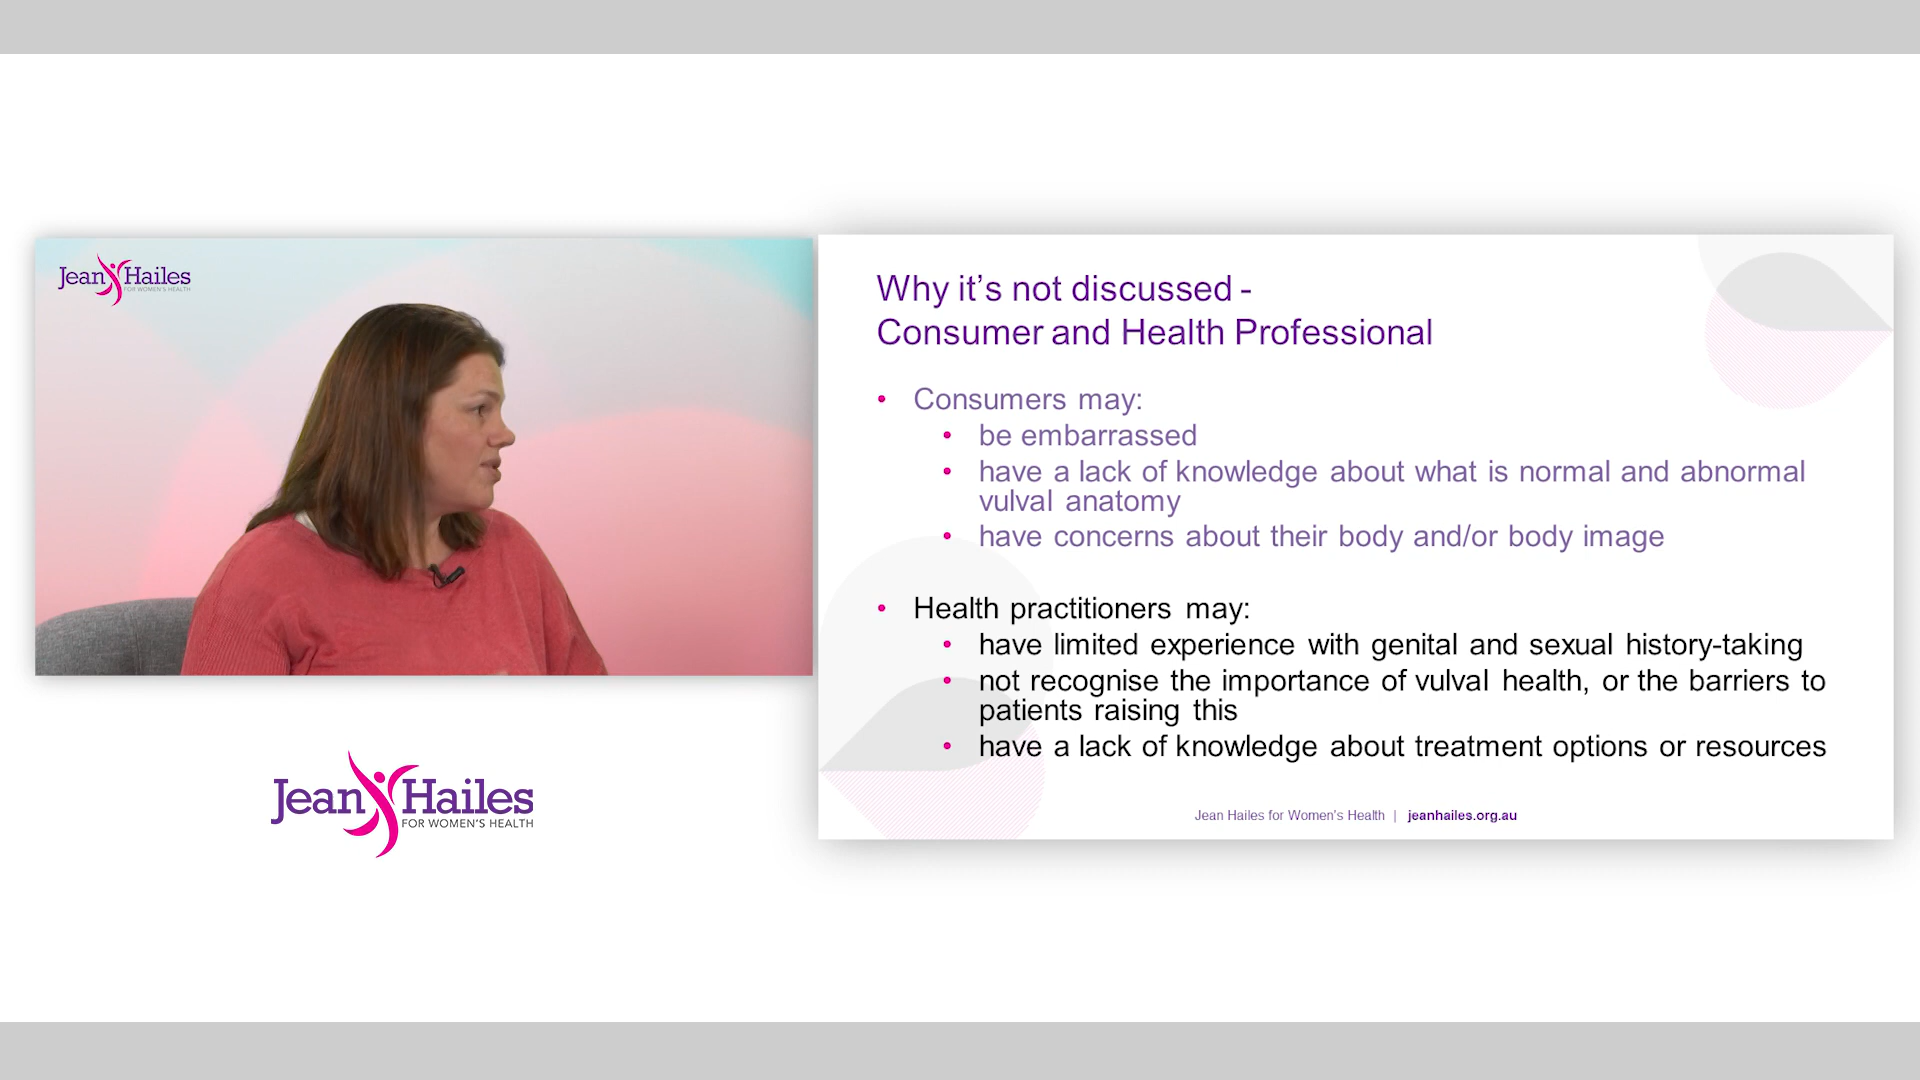 Jean Hailes
FOR WOMEN'S HEALTH
Jean Hailes
FOR WOMEN'S HEALTH
Why it’s not discussed -
Consumer and Health Professional
• Consumers may:
• be embarrassed
• have a lack of knowledge about what is normal and abnormal
vulval anatomy
• have concerns about their body and/or body image
• Health practitioners may:
• have limited experience with genital and sexual history-taking
• not recognise the importance of vulval health, or the barriers to
patients raising this
• have a lack of knowledge about treatment options or resources
Jean Hailes for Women’s Health | jeanhailes.org.au